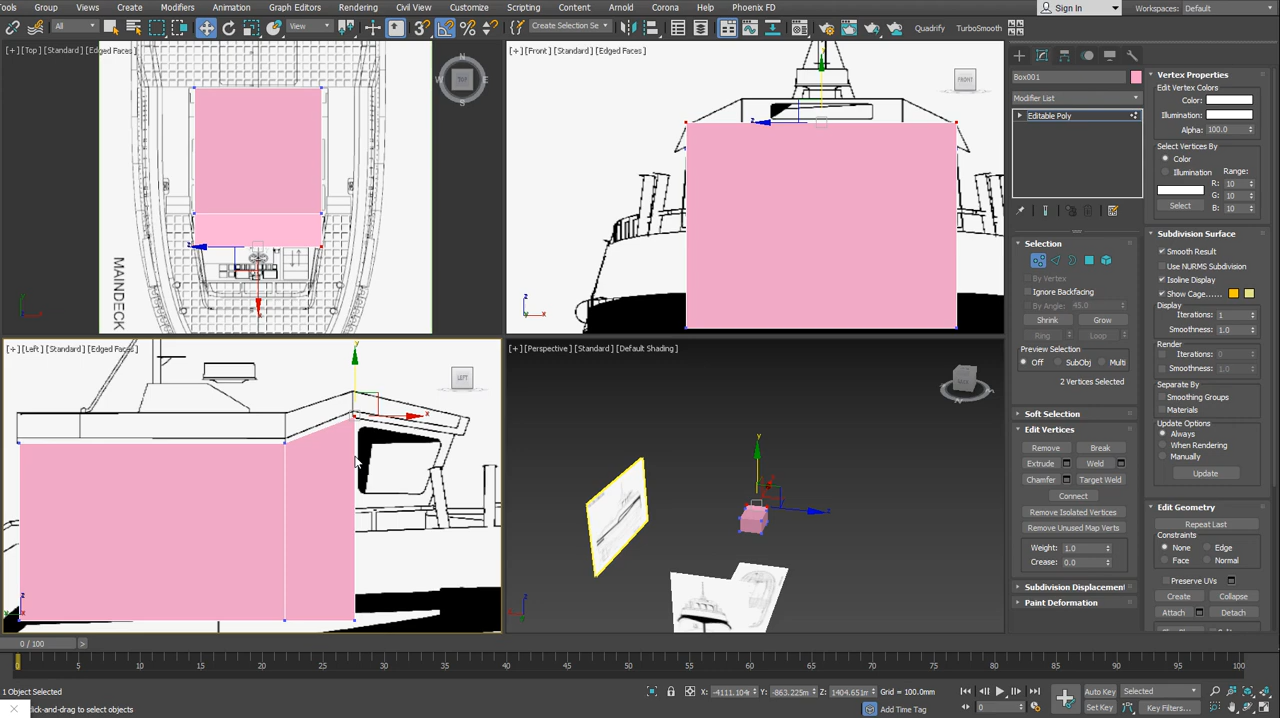 Tools Group Views Create Modifiers Animation Graph Editors Rendering Civil View Customize Scripting Content Arnold Corona Help Phoenix FD Sign In Workspaces: Default
All View Create Selection Se Quadrify TurboSmooth
[+] [Top] [Standard] [Edged Faces]
[+] [Front] [Standard] [Edged Faces]
TOP
N
W
E
S
FRONT
MAINDECK
z
z
x
y
[+] [Left] [Standard] [Edged Faces]
[+] [Perspective] [Standard] [Default Shading]
LEFT
y
x
z
y
z
Box001
Modifier List
Editable Poly
Selection
By Vertex
Ignore Backfacing
By Angle: 45.0
Shrink Grow
Ring Loop
Preview Selection
Off SubObj Multi
2 Vertices Selected
Soft Selection
Edit Vertices
Remove Break
Extrude Weld
Chamfer Target Weld
Connect
Remove Isolated Vertices
Remove Unused Map Verts
Weight: 1.0
Crease: 0.0
Subdivision Displacement
Paint Deformation
Vertex Properties
Edit Vertex Colors
Color:
Illumination:
Alpha: 100.0
Select Vertices By
Color
Illumination Range:
R: 10
G: 10
Select B: 10
Subdivision Surface
Smooth Result
Use NURMS Subdivision
Isoline Display
Show Cage......
Display
Iterations: 1
Smoothness: 1.0
Render
Iterations: 0
Smoothness: 1.0
Separate By
Smoothing Groups
Materials
Update Options
Always
When Rendering
Manually
Update
Edit Geometry
Repeat Last
Constraints
None Edge
Face Normal
Preserve UVs
Create Collapse
Attach Detach
0 / 100 >
0 5 10 15 20 25 30 35 40 45 50 55 60 65 70 75 80 85 90 95 100
1 Object Selected
X: -4111.104m Y: -863.225m Z: 1404.651m Grid = 100.0mm
Auto Key Selected
lick-and-drag to select objects
Add Time Tag
0
Set Key Key Filters...